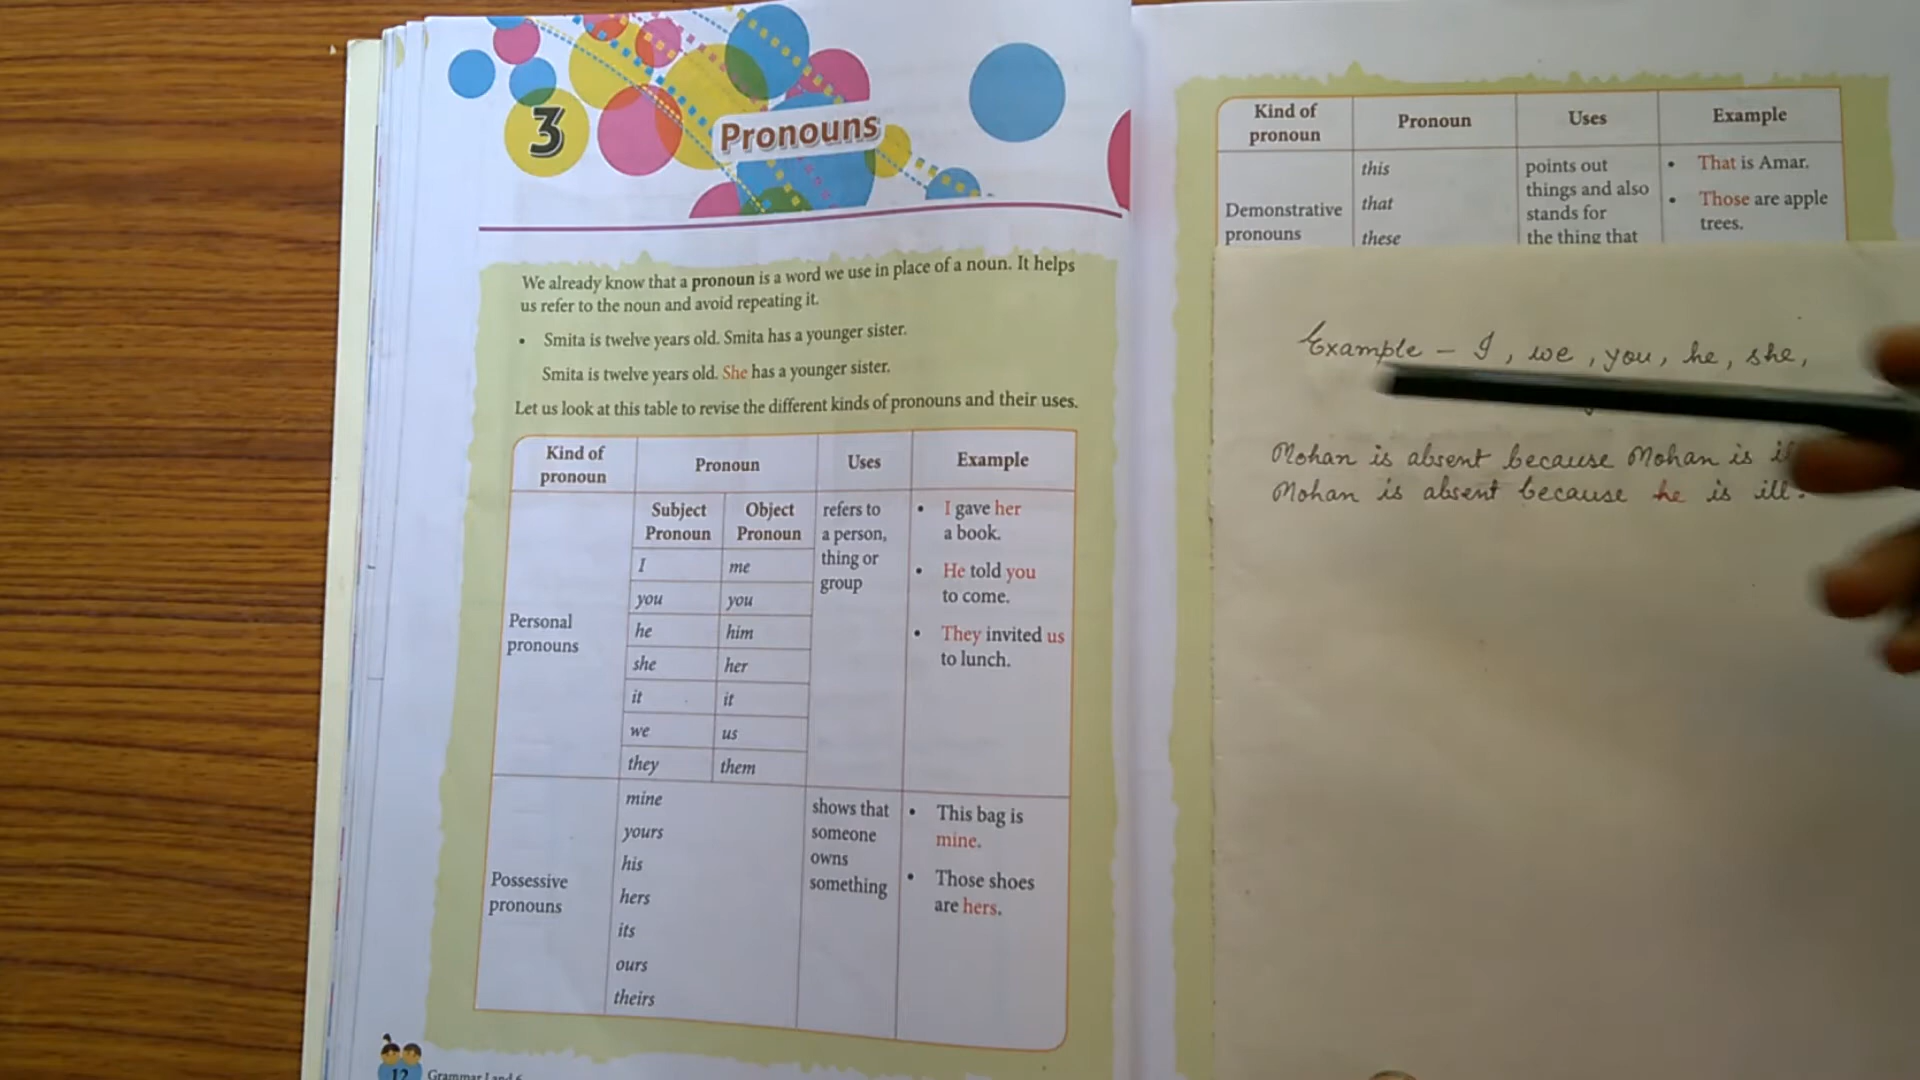 3
Pronouns
We already know that a pronoun is a word we use in place of a noun. It helps
us refer to the noun and avoid repeating it.
• Smita is twelve years old. Smita has a younger sister.
Smita is twelve years old. She has a younger sister.
Let us look at this table to revise the different kinds of pronouns and their uses.
Kind of pronoun
Pronoun
Uses
Example
Personal pronouns
Subject Pronoun
Object Pronoun
I me
you you
he him
she her
it it
we us
they them
refers to
a person,
thing or
group
• I gave her
a book.
• He told you
to come.
• They invited us
to lunch.
Possessive pronouns
mine
yours
his
hers
its
ours
theirs
shows that
someone
owns
something
• This bag is
mine.
• Those shoes
are hers.
12 Grammar
Kind of pronoun
Pronoun
Uses
Example
Demonstrative pronouns
this
that
these
points out
things and also
stands for
the thing that
• That is Amar.
• Those are apple
trees.
Example – I, we, you, he, she,
Mohan is absent because Mohan is
Mohan is absent because he is ill.